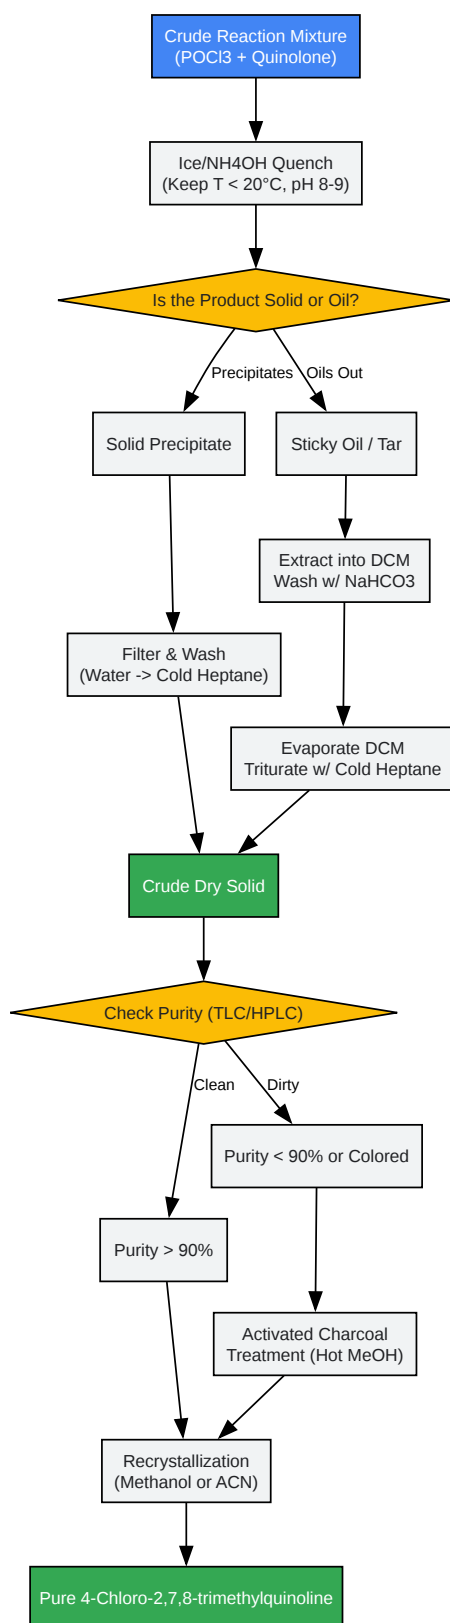 Crude Reaction Mixture
(POCl3 + Quinolone)
Ice/NH4OH Quench
(Keep T < 20°C, pH 8-9)
Is the Product Solid or Oil?
Precipitates
Oils Out
Solid Precipitate
Sticky Oil / Tar
Extract into DCM
Wash w/ NaHCO3
Filter & Wash
(Water -> Cold Heptane)
Evaporate DCM
Triturate w/ Cold Heptane
Crude Dry Solid
Check Purity (TLC/HPLC)
Clean
Dirty
Purity < 90% or Colored
Purity > 90%
Activated Charcoal
Treatment (Hot MeOH)
Recrystallization
(Methanol or ACN)
Pure 4-Chloro-2,7,8-trimethylquinoline